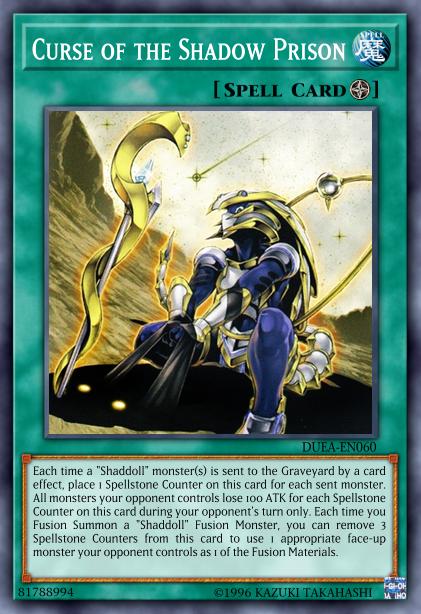 CURSE OF THE SHADOW PRISON
SPELL
魔
[SPELL CARD]
DUEA-EN060
Each time a "Shaddoll" monster(s) is sent to the Graveyard by a card
effect, place 1 Spellstone Counter on this card for each sent monster.
All monsters your opponent controls lose 100 ATK for each Spellstone
Counter on this card during your opponent's turn only. Each time you
Fusion Summon a "Shaddoll" Fusion Monster, you can remove 3
Spellstone Counters from this card to use 1 appropriate face-up
monster your opponent controls as 1 of the Fusion Materials.
81788994
©1996 KAZUKI TAKAHASHI